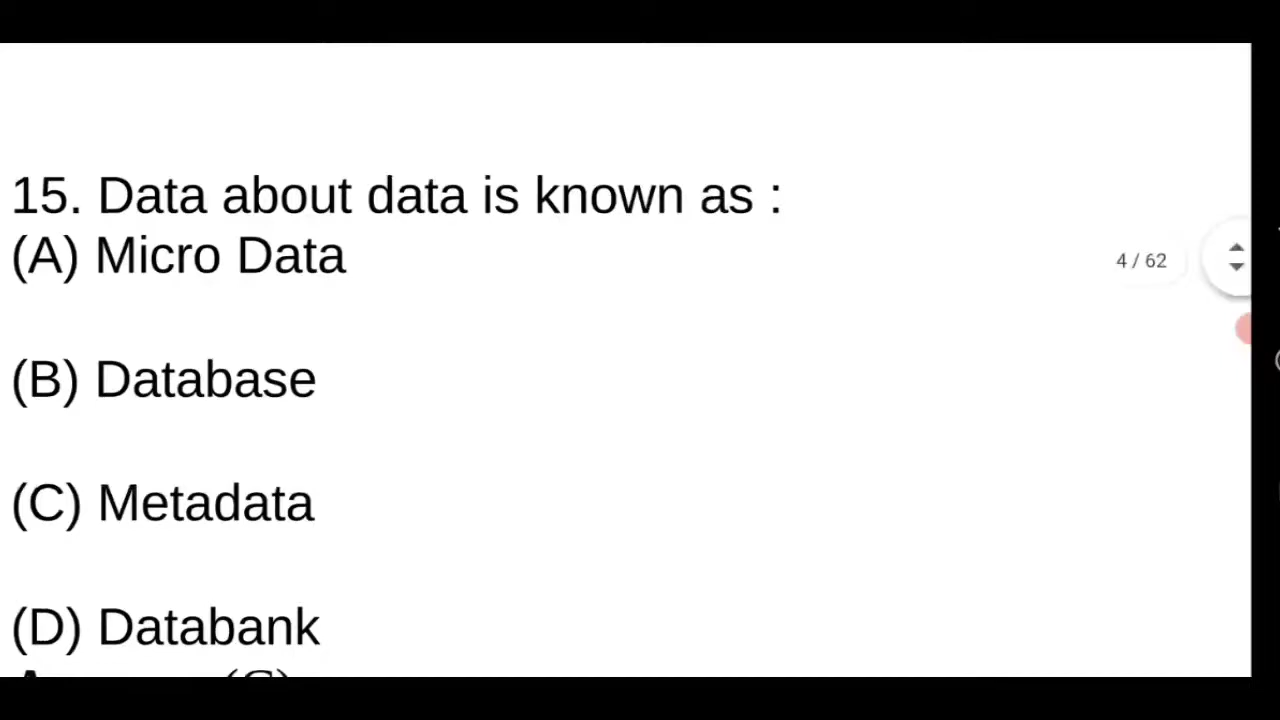 15. Data about data is known as :
(A) Micro Data
4 / 62
(B) Database
(C) Metadata
(D) Databank